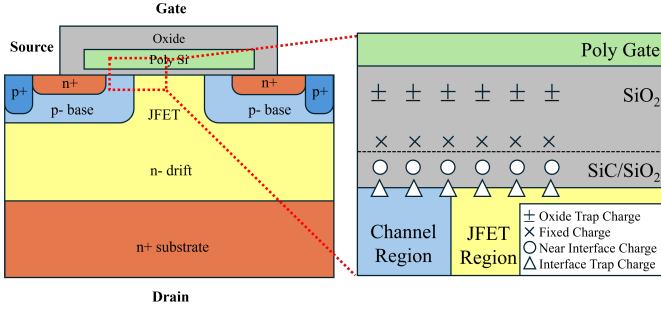 Gate
Source
Oxide
Poly Si
n+
n+
p+
p+
p- base
p- base
JFET
n- drift
n+ substrate
Drain
Poly Gate
SiO2
SiC/SiO2
Channel
Region
JFET
Region
± Oxide Trap Charge
× Fixed Charge
○ Near Interface Charge
△ Interface Trap Charge